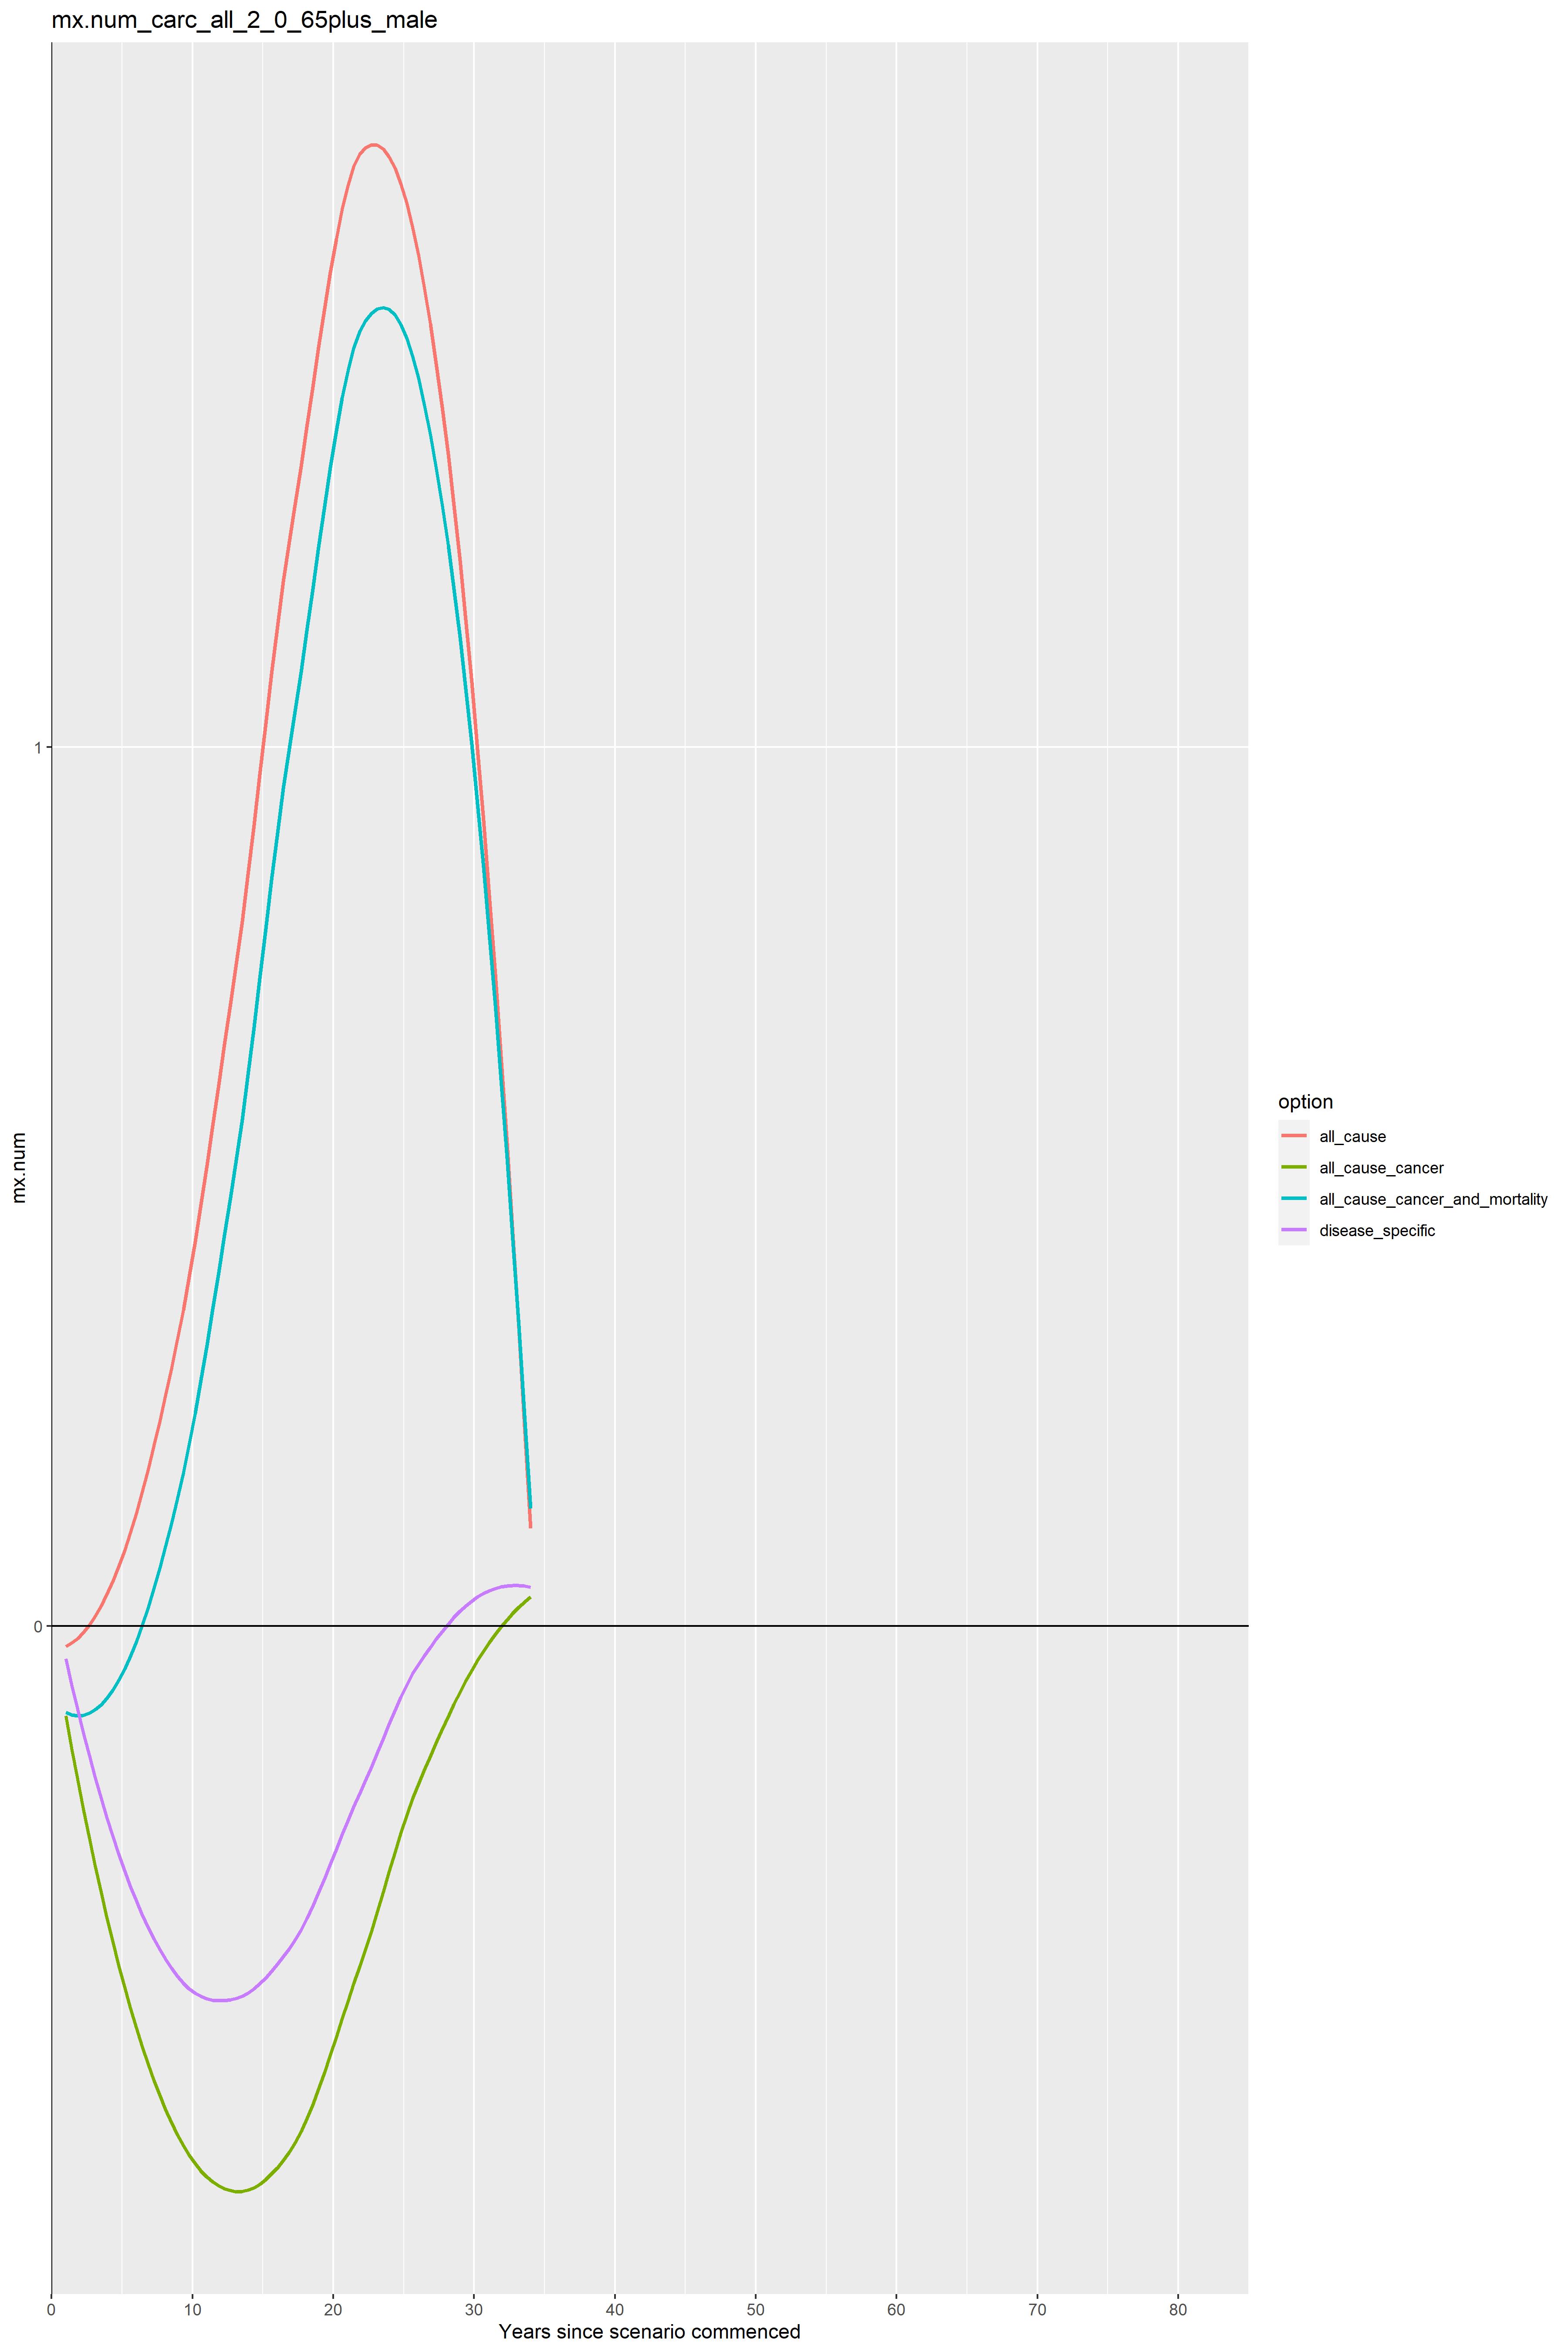 mx.num_carc_all_2_0_65plus_male
mx.num
1
0
0 10 20 30 40 50 60 70 80
Years since scenario commenced
option
all_cause
all_cause_cancer
all_cause_cancer_and_mortality
disease_specific